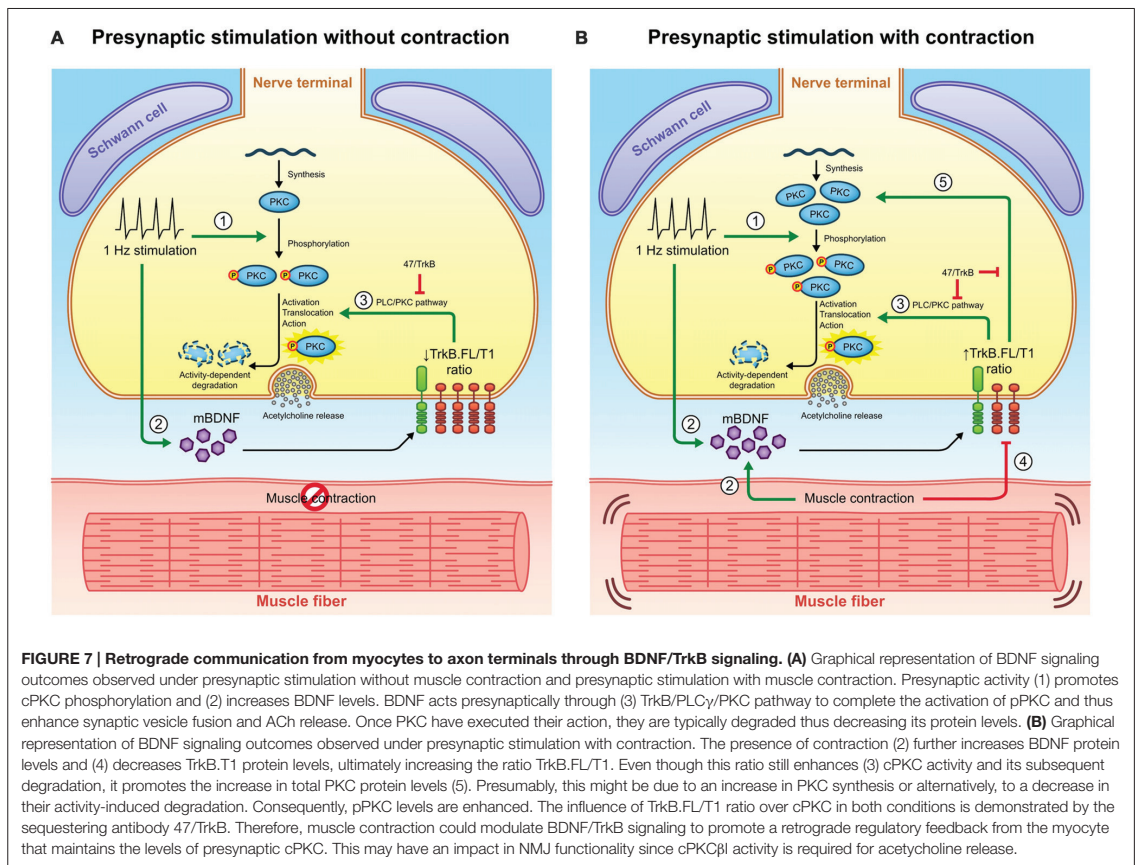 A Presynaptic stimulation without contraction
Nerve terminal
Schwann cell
Schwann cell
Synthesis
PKC
1
1 Hz stimulation
Phosphorylation
P PKC P PKC
47/TrkB
3 PLC/PKC pathway
Activation
Translocation
Action
P PKC
↓TrkB.FL/T1
ratio
Activity-dependent
degradation
Acetylcholine release
2 mBDNF
Muscle contraction
Muscle fiber
B Presynaptic stimulation with contraction
Nerve terminal
Schwann cell
Schwann cell
Synthesis
5
PKC PKC
PKC
1
1 Hz stimulation
Phosphorylation
P PKC P PKC
P PKC
47/TrkB
3 PLC/PKC pathway
Activation
Translocation
Action
P PKC
↑TrkB.FL/T1
ratio
Activity-dependent
degradation
Acetylcholine release
2 mBDNF
4
2 Muscle contraction
Muscle fiber
FIGURE 7 | Retrograde communication from myocytes to axon terminals through BDNF/TrkB signaling. (A) Graphical representation of BDNF signaling
outcomes observed under presynaptic stimulation without muscle contraction and presynaptic stimulation with muscle contraction. Presynaptic activity (1) promotes
cPKC phosphorylation and (2) increases BDNF levels. BDNF acts presynaptically through (3) TrkB/PLCγ/PKC pathway to complete the activation of pPKC and thus
enhance synaptic vesicle fusion and ACh release. Once PKC have executed their action, they are typically degraded thus decreasing its protein levels. (B) Graphical
representation of BDNF signaling outcomes observed under presynaptic stimulation with contraction. The presence of contraction (2) further increases BDNF protein
levels and (4) decreases TrkB.T1 protein levels, ultimately increasing the ratio TrkB.FL/T1. Even though this ratio still enhances (3) cPKC activity and its subsequent
degradation, it promotes the increase in total PKC protein levels (5). Presumably, this might be due to an increase in PKC synthesis or alternatively, to a decrease in
their activity-induced degradation. Consequently, pPKC levels are enhanced. The influence of TrkB.FL/T1 ratio over cPKC in both conditions is demonstrated by the
sequestering antibody 47/TrkB. Therefore, muscle contraction could modulate BDNF/TrkB signaling to promote a retrograde regulatory feedback from the myocyte
that maintains the levels of presynaptic cPKC. This may have an impact in NMJ functionality since cPKCβI activity is required for acetylcholine release.